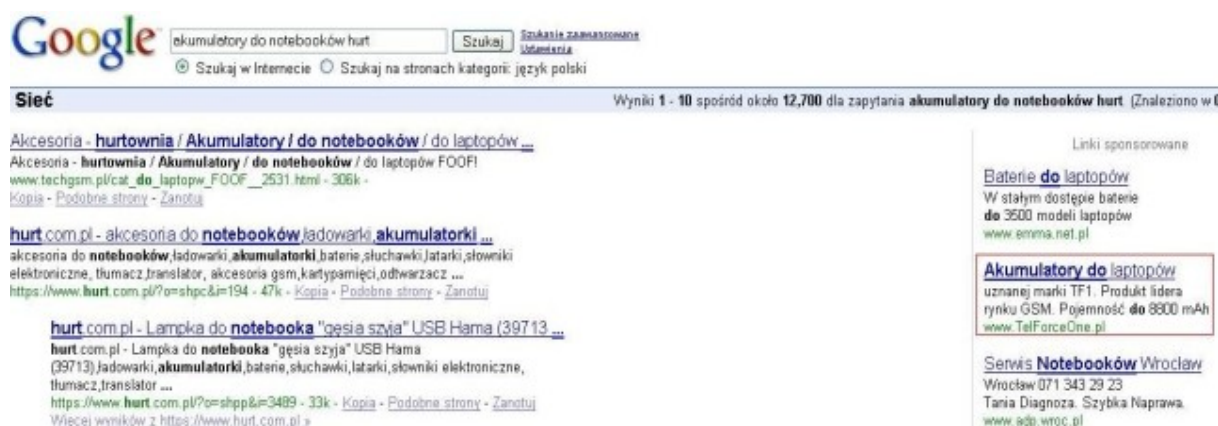 Google
akumulatory do notebooków hurt
Szukaj
Szukanie zaawansowane
Ustawienia
Szukaj w Internecie Szukaj na stronach kategorii: język polski
Sieć
Wyniki 1 - 10 spośród około 12,700 dla zapytania akumulatory do notebooków hurt (Znaleziono w
Akcesoria - hurtownia / Akumulatory / do notebooków / do laptopów ...
Akcesoria - hurtownia / Akumulatory / do notebooków / do laptopów FOOF!
www.techgsm.pl/cat_do_laptopw_FOOF__2531.html - 306k -
Kopia - Podobne strony - Zanotuj
hurt.com.pl - akcesoria do notebooków,ładowarki,akumulatorki ...
akcesoria do notebooków,ładowarki,akumulatorki,baterie,słuchawki,latarki,słowniki
elektroniczne, tłumacz,translator, akcesoria gsm,kartypamięci,odtwarzacz ...
https://www.hurt.com.pl/?o=shpc&i=194 - 47k - Kopia - Podobne strony - Zanotuj
hurt.com.pl - Lampka do notebooka "gęsia szyja" USB Hama (39713 ...
hurt.com.pl - Lampka do notebooka "gęsia szyja" USB Hama
(39713),ładowarki,akumulatorki,baterie,słuchawki,latarki,słowniki elektroniczne,
tłumacz,translator ...
https://www.hurt.com.pl/?o=shpp&i=3489 - 33k - Kopia - Podobne strony - Zanotuj
Więcej wyników z https://www.hurt.com.pl »
Linki sponsorowane
Baterie do laptopów
W stałym dostępie baterie
do 3500 modeli laptopów
www.emma.net.pl
Akumulatory do laptopów
uznanej marki TF1. Produkt lidera
rynku GSM. Pojemność do 8800 mAh
www.TelForceOne.pl
Serwis Notebooków Wrocław
Wrocław 071 343 29 23
Tania Diagnoza. Szybka Naprawa.
www.adp.wroc.pl